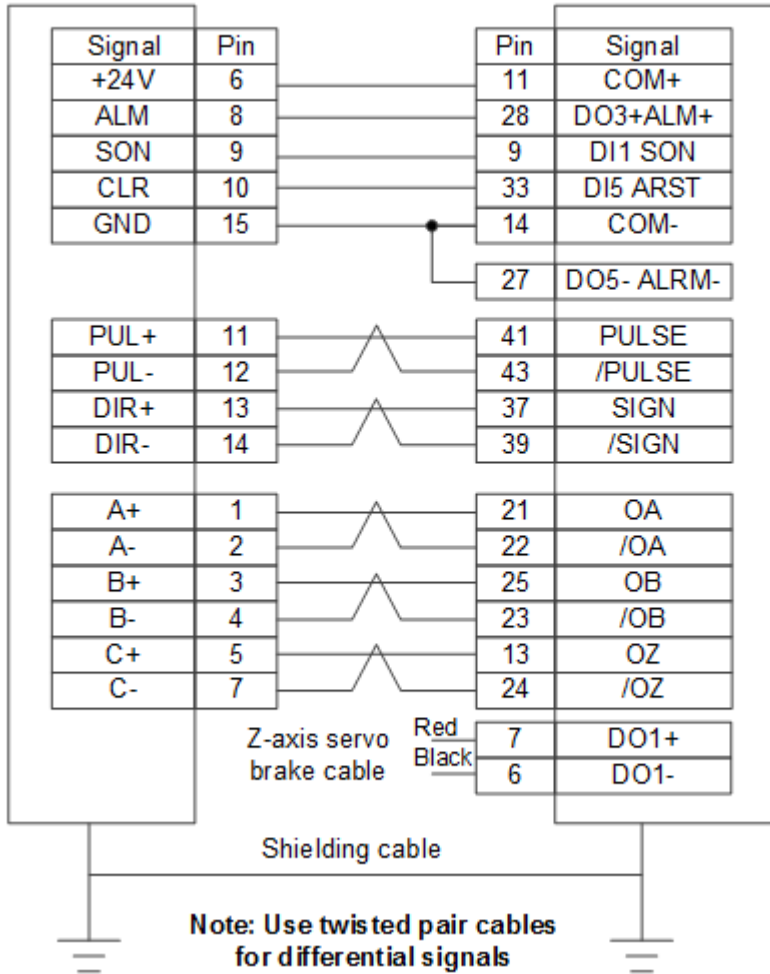 Signal Pin Pin Signal
+24V 6 11 COM+
ALM 8 28 DO3+ALM+
SON 9 9 DI1 SON
CLR 10 33 DI5 ARST
GND 15 14 COM-
27 DO5- ALRM-
PUL+ 11 41 PULSE
PUL- 12 43 /PULSE
DIR+ 13 37 SIGN
DIR- 14 39 /SIGN
A+ 1 21 OA
A- 2 22 /OA
B+ 3 25 OB
B- 4 23 /OB
C+ 5 13 OZ
C- 7 24 /OZ
Z-axis servo Red 7 DO1+
brake cable Black 6 DO1-
Shielding cable
Note: Use twisted pair cables
for differential signals